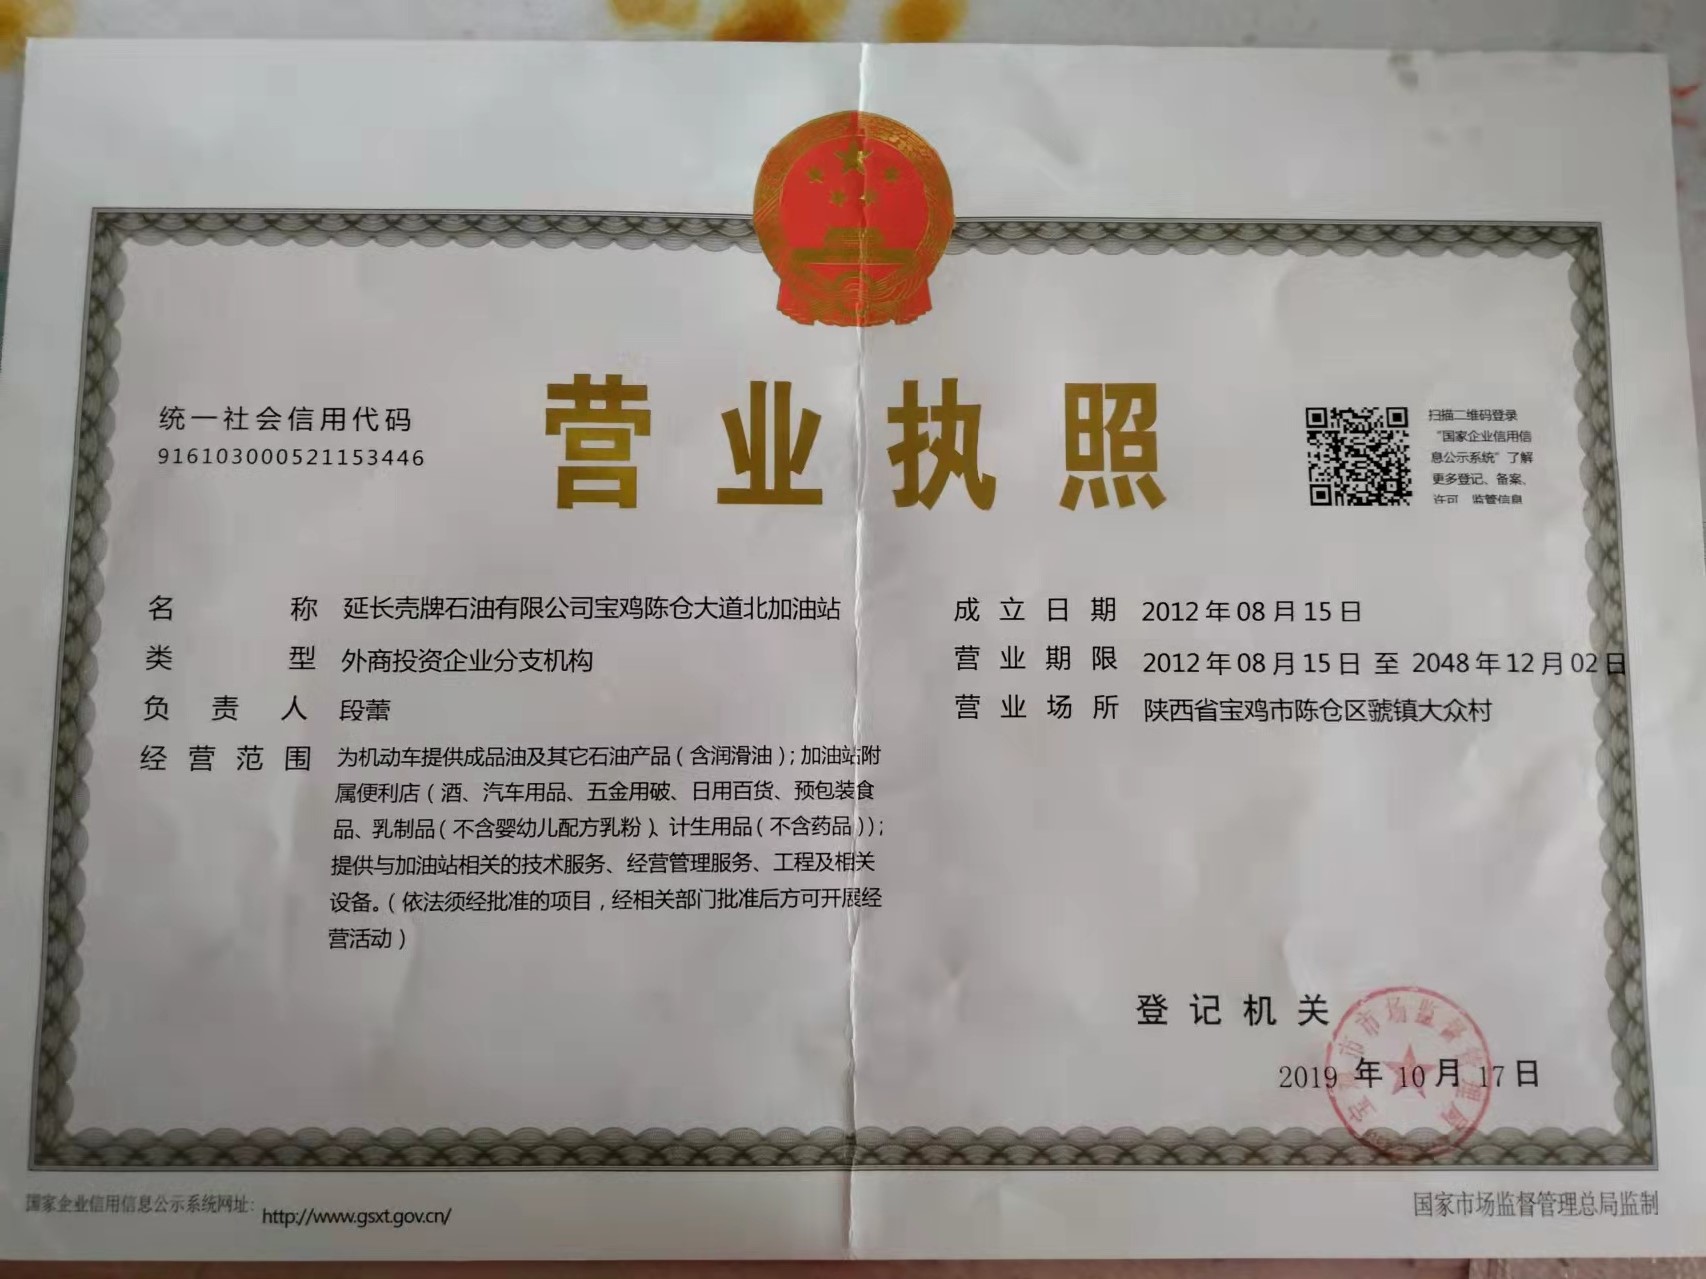 营业执照
统一社会信用代码
916103000521153446
扫描二维码登录
“国家企业信用信
息公示系统”了解
更多登记、备案、
许可、监管信息
名称 延长壳牌石油有限公司宝鸡陈仓大道北加油站
类型 外商投资企业分支机构
负责人 段蕾
经营范围 为机动车提供成品油及其它石油产品（含润滑油）；加油站附
属便利店（酒、汽车用品、五金用破、日用百货、预包装食
品、乳制品（不含婴幼儿配方乳粉）、计生用品（不含药品））；
提供与加油站相关的技术服务、经营管理服务、工程及相关
设备。（依法须经批准的项目，经相关部门批准后方可开展经
营活动）
成立日期 2012年08月15日
营业期限 2012年08月15日 至 2048年12月02日
营业场所 陕西省宝鸡市陈仓区虢镇大众村
登记机关
宝鸡市市场监督管理局
2019年10月17日
国家企业信用信息公示系统网址：http://www.gsxt.gov.cn/
国家市场监督管理总局监制